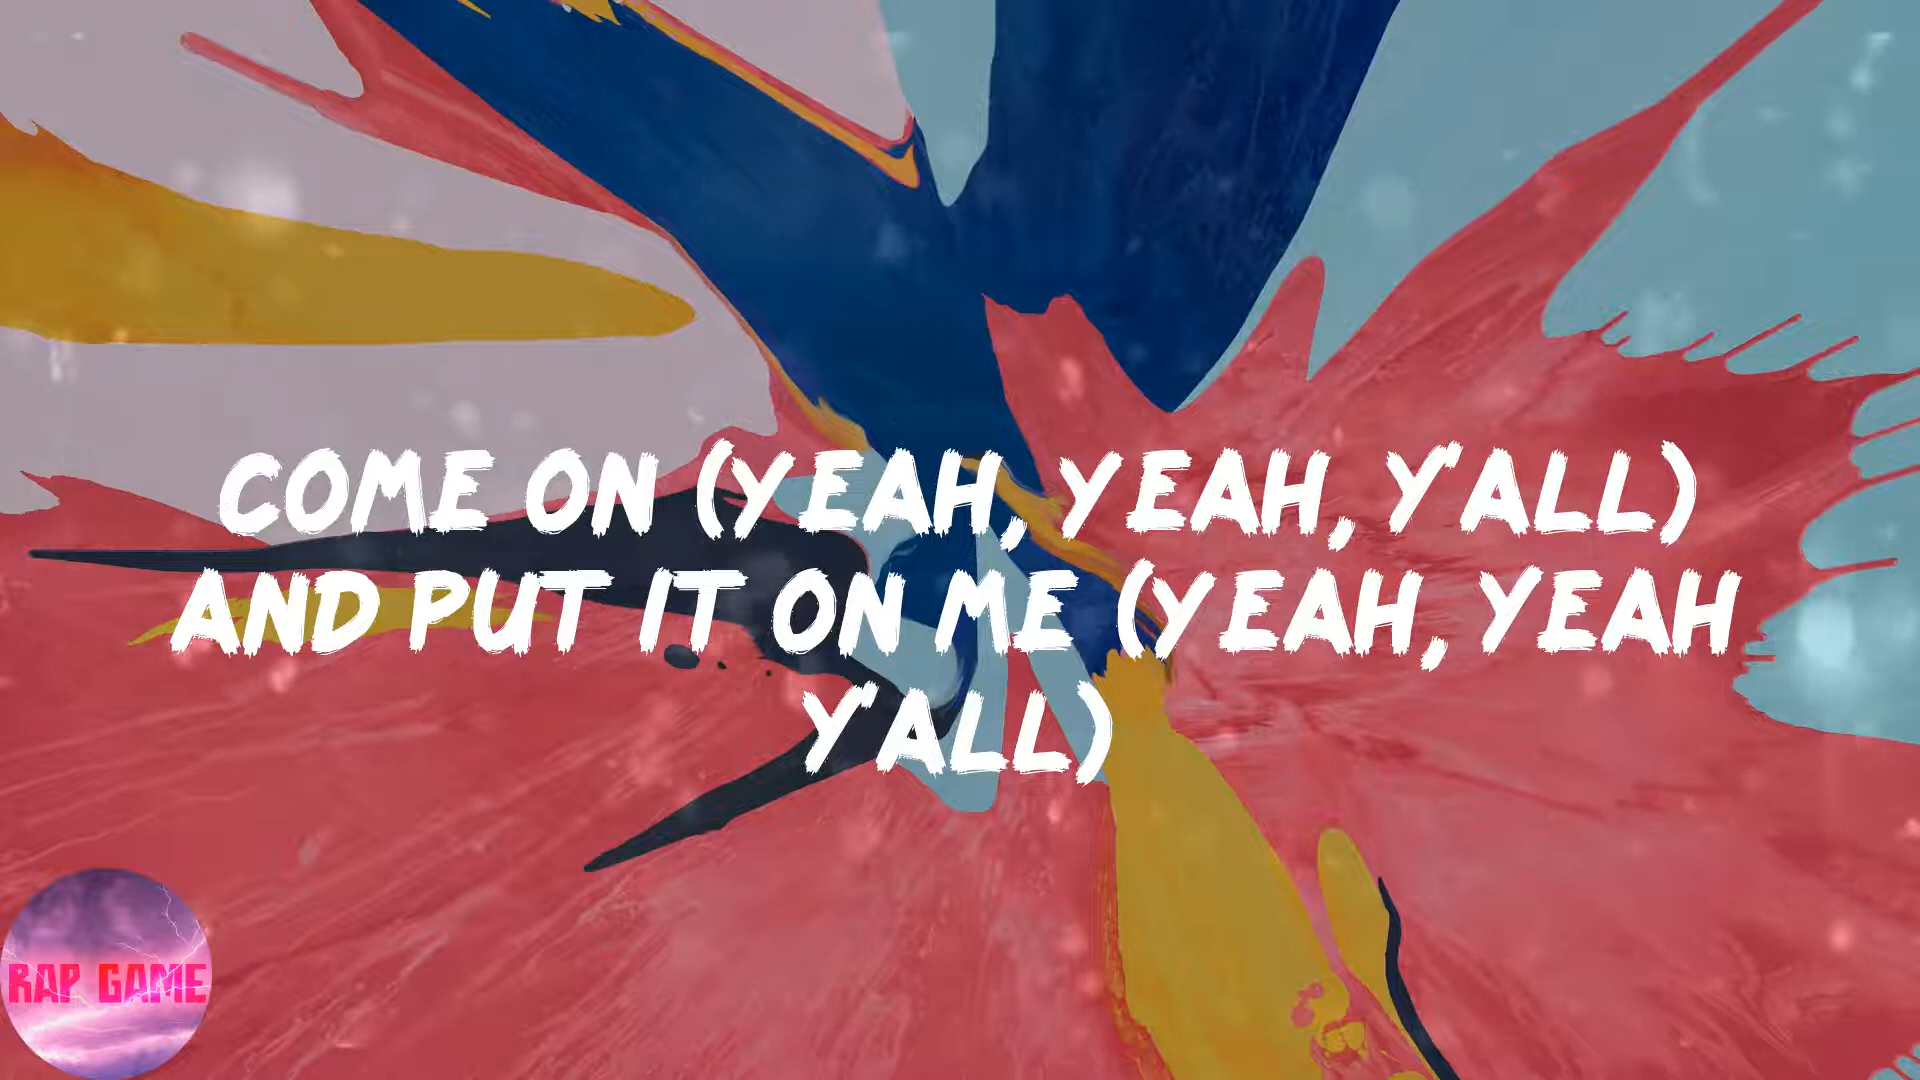 COME ON (YEAH, YEAH, Y'ALL)
AND PUT IT ON ME (YEAH, YEAH
Y'ALL)
RAP GAME